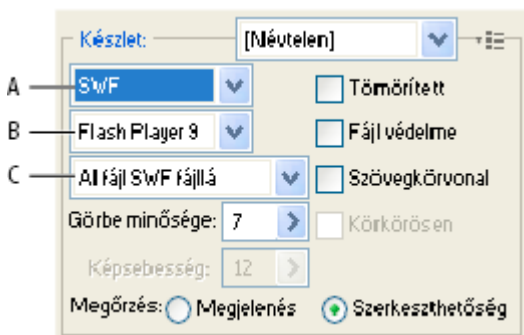 Készlet: [Névtelen]
A SWF Tömörített
B Flash Player 9 Fájl védelme
C AI fájl SWF fájllá Szövegkörvonal
Görbe minősége: 7 Körkörösen
Képsebesség: 12
Megőrzés: Megjelenés Szerkeszthetőség